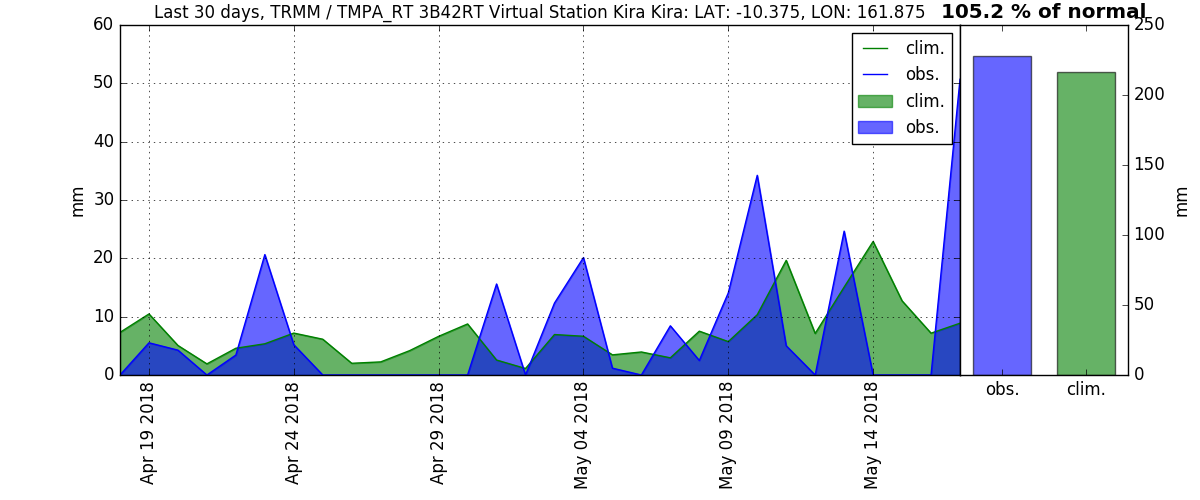 Last 30 days, TRMM / TMPA_RT 3B42RT Virtual Station Kira Kira: LAT: -10.375, LON: 161.875 105.2 % of normal
60
50
40
30
20
10
0
mm
clim.
obs.
clim.
obs.
Apr 19 2018
Apr 24 2018
Apr 29 2018
May 04 2018
May 09 2018
May 14 2018
250
200
150
100
50
0
mm
obs.
clim.